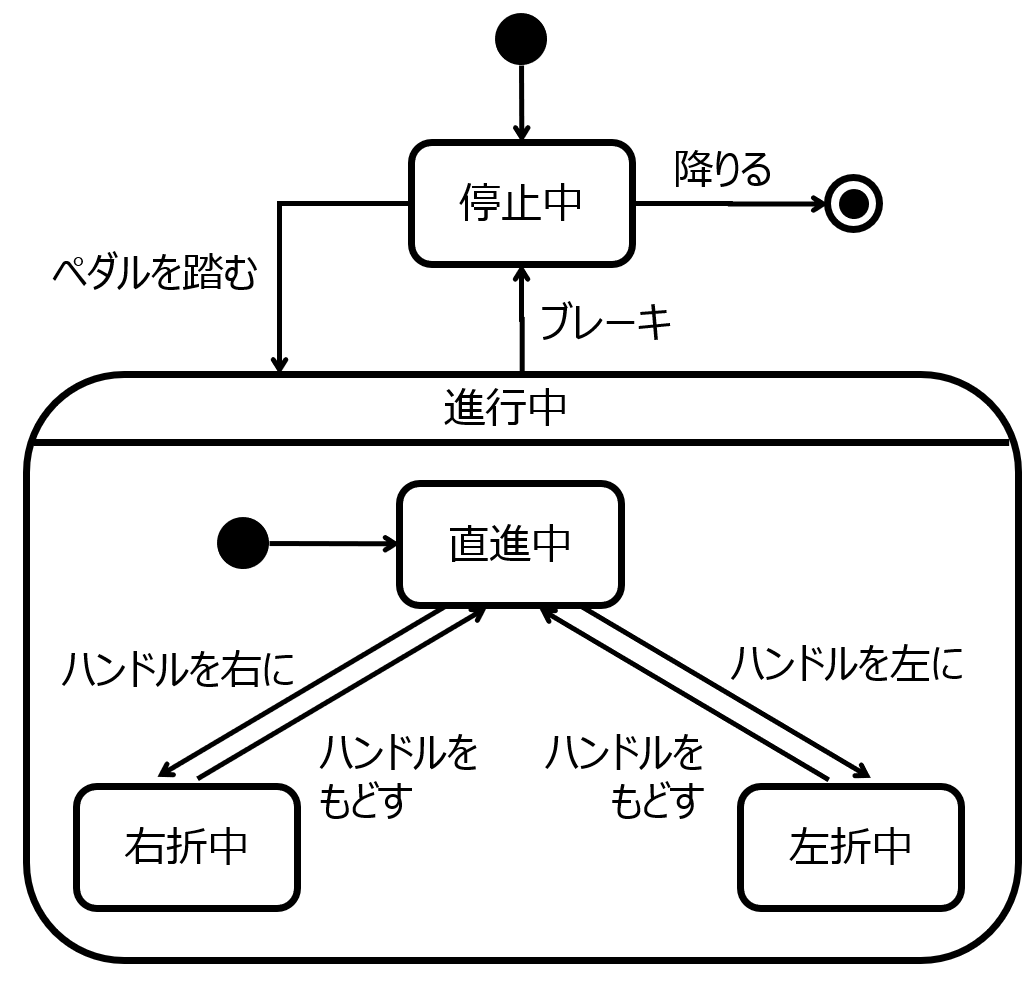 降りる
停止中
ペダルを踏む
ブレーキ
進行中
直進中
ハンドルを右に
ハンドルを左に
ハンドルを
もどす
ハンドルを
もどす
右折中
左折中